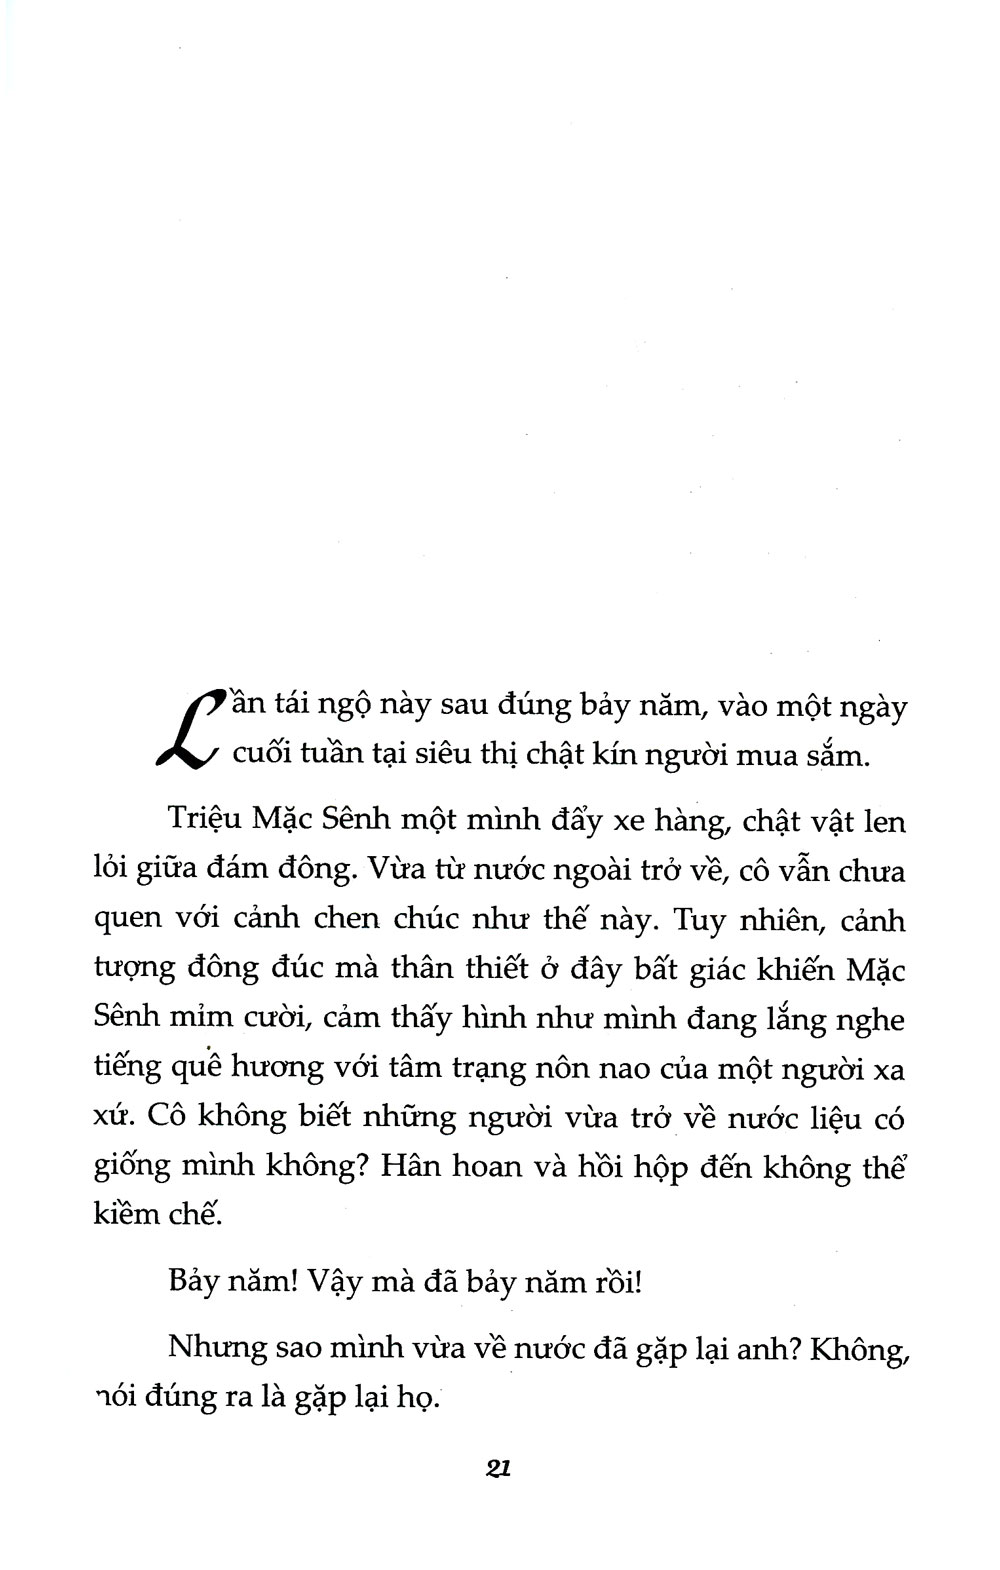 Lần tái ngộ này sau đúng bảy năm, vào một ngày
cuối tuần tại siêu thị chật kín người mua sắm.
Triệu Mặc Sênh một mình đẩy xe hàng, chật vật len
lỏi giữa đám đông. Vừa từ nước ngoài trở về, cô vẫn chưa
quen với cảnh chen chúc như thế này. Tuy nhiên, cảnh
tượng đông đúc mà thân thiết ở đây bất giác khiến Mặc
Sênh mỉm cười, cảm thấy hình như mình đang lắng nghe
tiếng quê hương với tâm trạng nôn nao của một người xa
xứ. Cô không biết những người vừa trở về nước liệu có
giống mình không? Hân hoan và hồi hộp đến không thể
kiềm chế.
Bảy năm! Vậy mà đã bảy năm rồi!
Nhưng sao mình vừa về nước đã gặp lại anh? Không,
nói đúng ra là gặp lại họ.
21